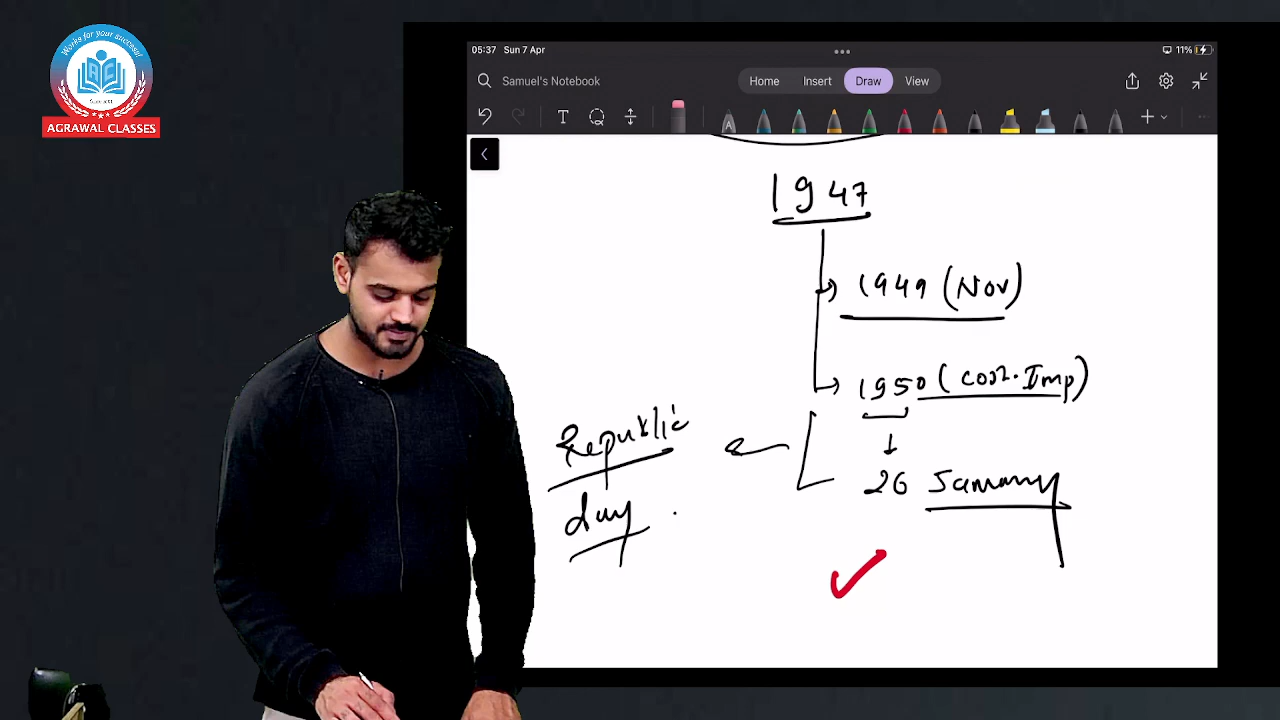 Works for your success!
AC
AGRAWAL CLASSES
05:37 Sun 7 Apr
11%
Samuel's Notebook
Home Insert Draw View
T
A
1947
1949 (Nov)
1950 (Imp)
26 January
Republic
day.